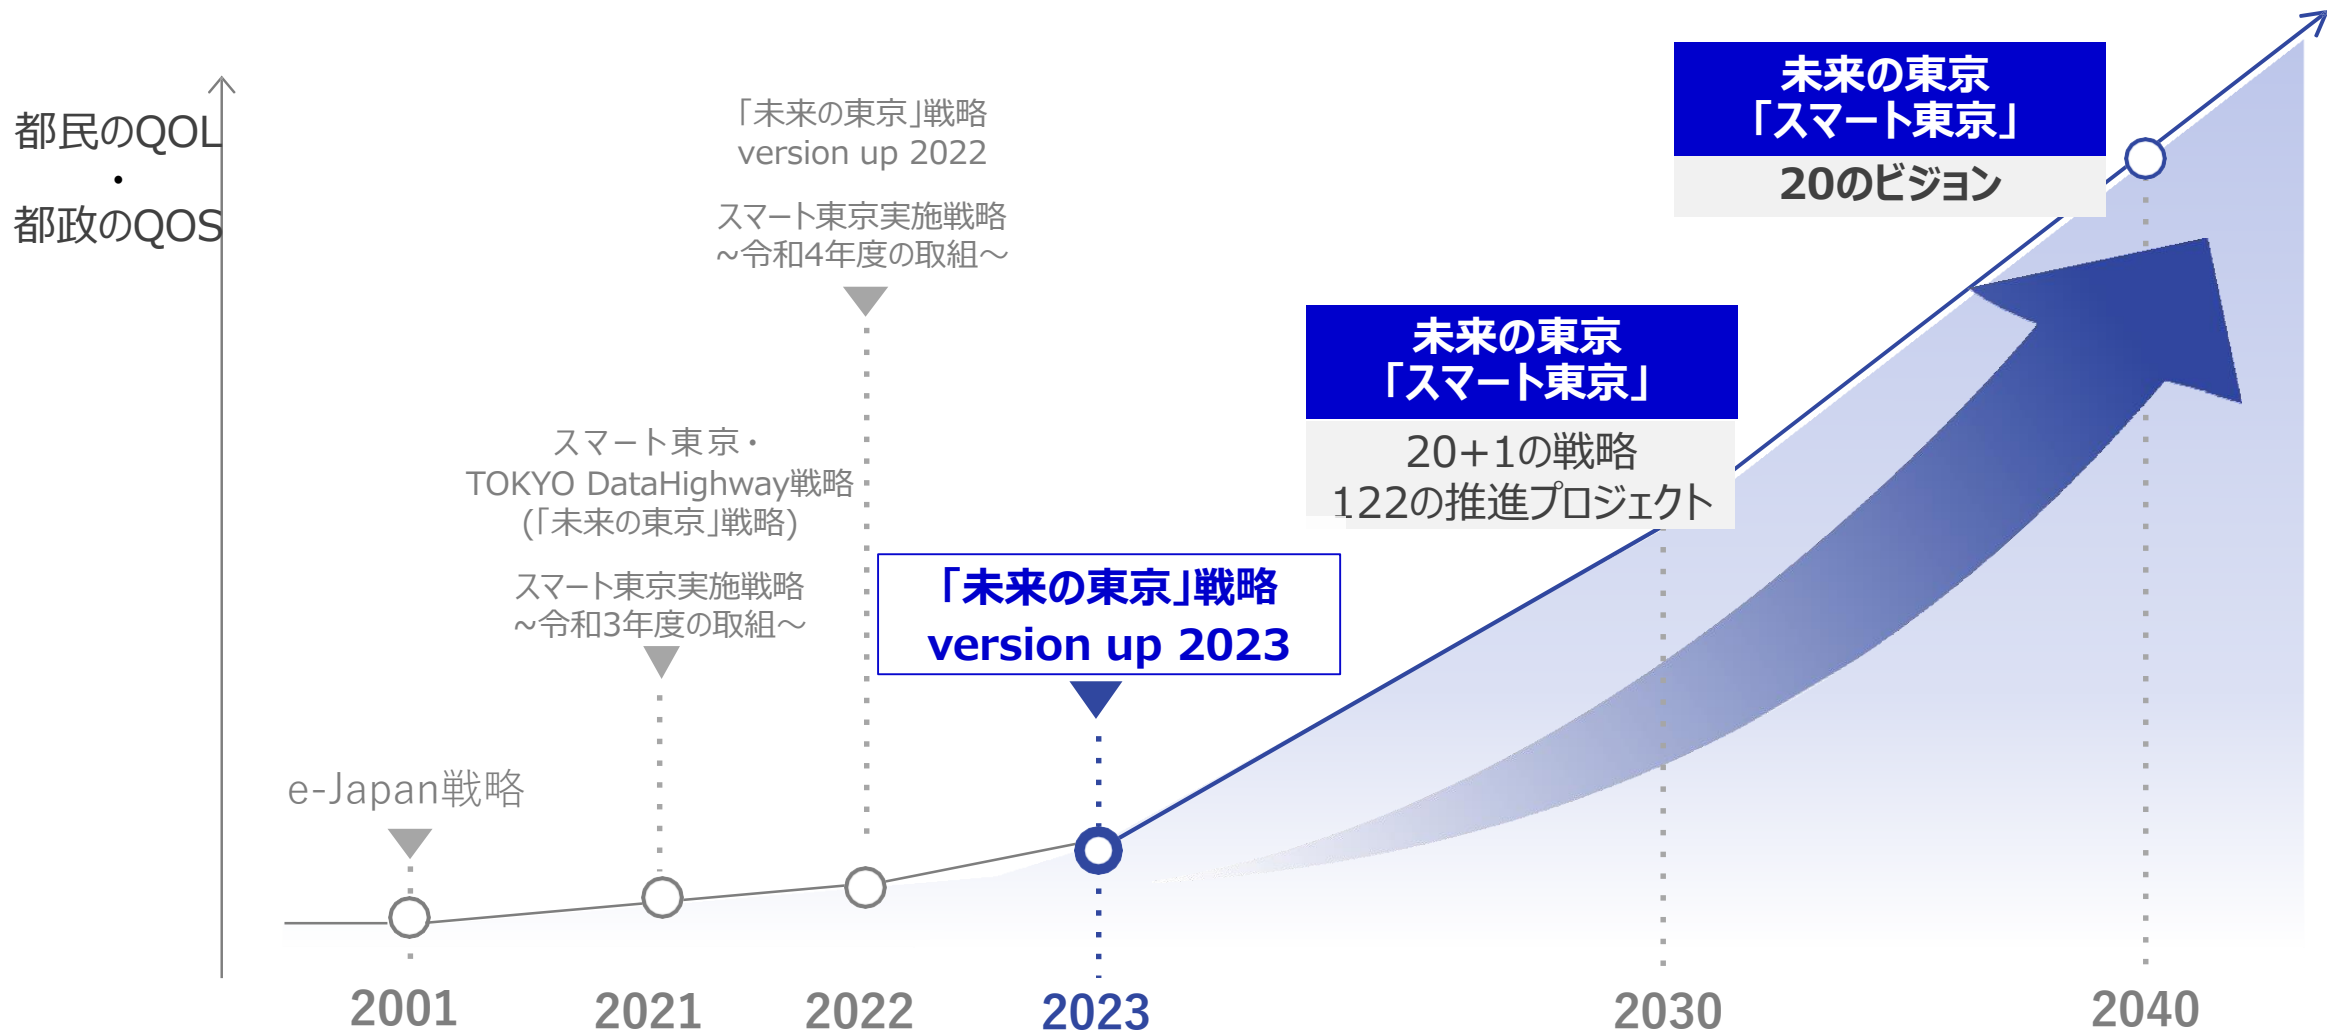 都民のQOL
・
都政のQOS
「未来の東京」戦略
version up 2022
スマート東京実施戦略
~令和4年度の取組～
スマート東京・
TOKYO DataHighway戦略
(「未来の東京」戦略)
スマート東京実施戦略
~令和3年度の取組～
e-Japan戦略
「未来の東京」戦略
version up 2023
未来の東京
「スマート東京」
20+1の戦略
122の推進プロジェクト
未来の東京
「スマート東京」
20のビジョン
2001
2021
2022
2023
2030
2040